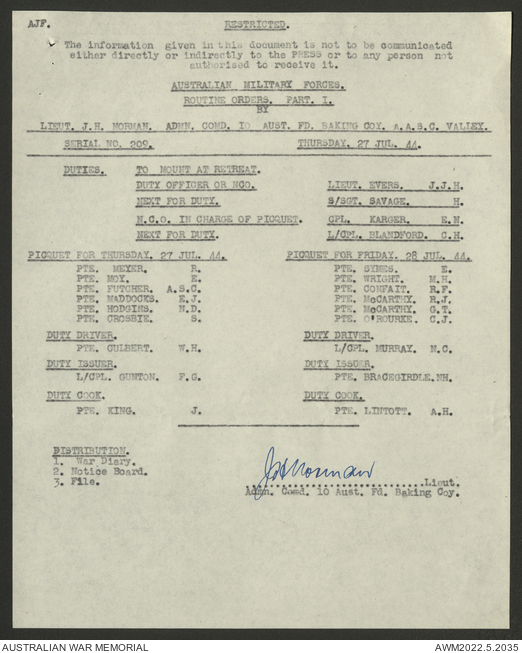 AJF.
RESTRICTED.
The information given in this document is not to be communicated
either directly or indirectly to the PRESS or to any person not
authorised to receive it.
AUSTRALIAN MILITARY FORCES.
ROUTINE ORDERS. PART I.
BY
LIEUT. J.H. NORMAN. ADMN. COMD. 10 AUST. FD. BAKING COY. A.A.S.C. VALLEY.
SERIAL NO. 209. THURSDAY. 27 JUL. 44.
DUTIES. TO MOUNT AT RETREAT.
DUTY OFFICER OR NCO. LIEUT. EVERS. J.J.H.
NEXT FOR DUTY. S/SGT. SAVAGE. H
N.C.O. IN CHARGE OF PICQUET. CPL. KARGER. E.N.
NEXT FOR DUTY. L/CPL. BLANDFORD. C.H.
PICQUET FOR THURSDAY. 27 JUL. 44. PICQUET FOR FRIDAY. 28 JUL. 44.
PTE. MEYER. R. PTE. SYMES. E.
PTE. MOY. E. PTE. WRIGHT. M.H.
PTE. FUTCHER. A.S.C. PTE. CONFAIT. R.F.
PTE. MADDOCKS. E.J. PTE. McCARTHY. R.J.
PTE. HODGINS. N.D. PTE. McCARTHY. G.T.
PTE. CROSBIE. S. PTE. O'ROURKE. C.J.
DUTY DRIVER. DUTY DRIVER.
PTE. CULBERT. W.H. L/CPL. MURRAY. N.C.
DUTY ISSUER. DUTY ISSUER.
L/CPL. GUNTON. F.G. PTE. BRACEGIRDLE.NH.
DUTY COOK. DUTY COOK.
PTE. KING. J. PTE. LINTOTT. A.H.
DISTRIBUTION.
1. War Diary.
2. Notice Board.
3. File.
JHNorman
..........................Lieut.
Admn. Comd. 10 Aust. Fd. Baking Coy.
AUSTRALIAN WAR MEMORIAL AWM2022.5.2035